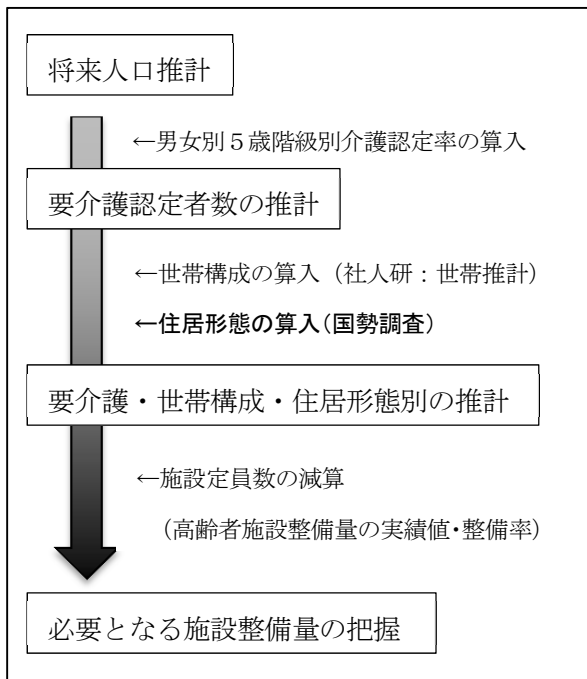 将来人口推計
←男女別５歳階級別介護認定率の算入
要介護認定者数の推計
←世帯構成の算入（社人研：世帯推計）
←住居形態の算入(国勢調査)
要介護・世帯構成・住居形態別の推計
←施設定員数の減算
（高齢者施設整備量の実績値･整備率）
必要となる施設整備量の把握